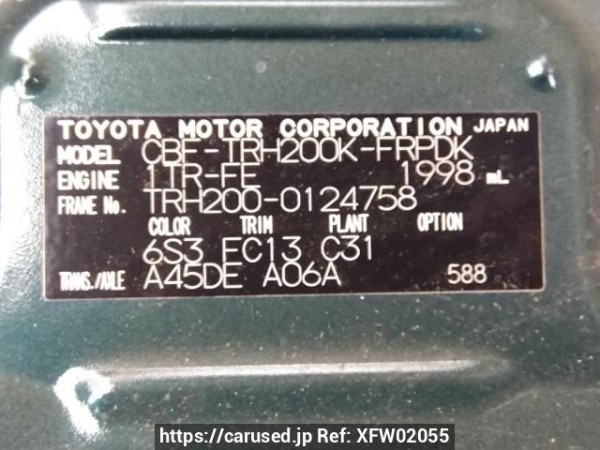 TOYOTA MOTOR CORPORATION JAPAN
MODEL CBF-TRH200K-FRPDK
ENGINE 1TR-FE 1998 mL
FRAME No. TRH200-0124758
COLOR TRIM PLANT OPTION
6S3 FC13 C31
TRANS./AXLE A45DE A06A 588
https://carused.jp Ref: XFW02055